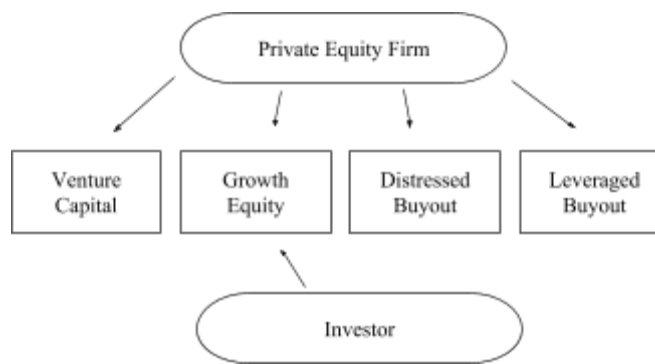 Private Equity Firm
Venture
Capital
Growth
Equity
Distressed
Buyout
Leveraged
Buyout
Investor